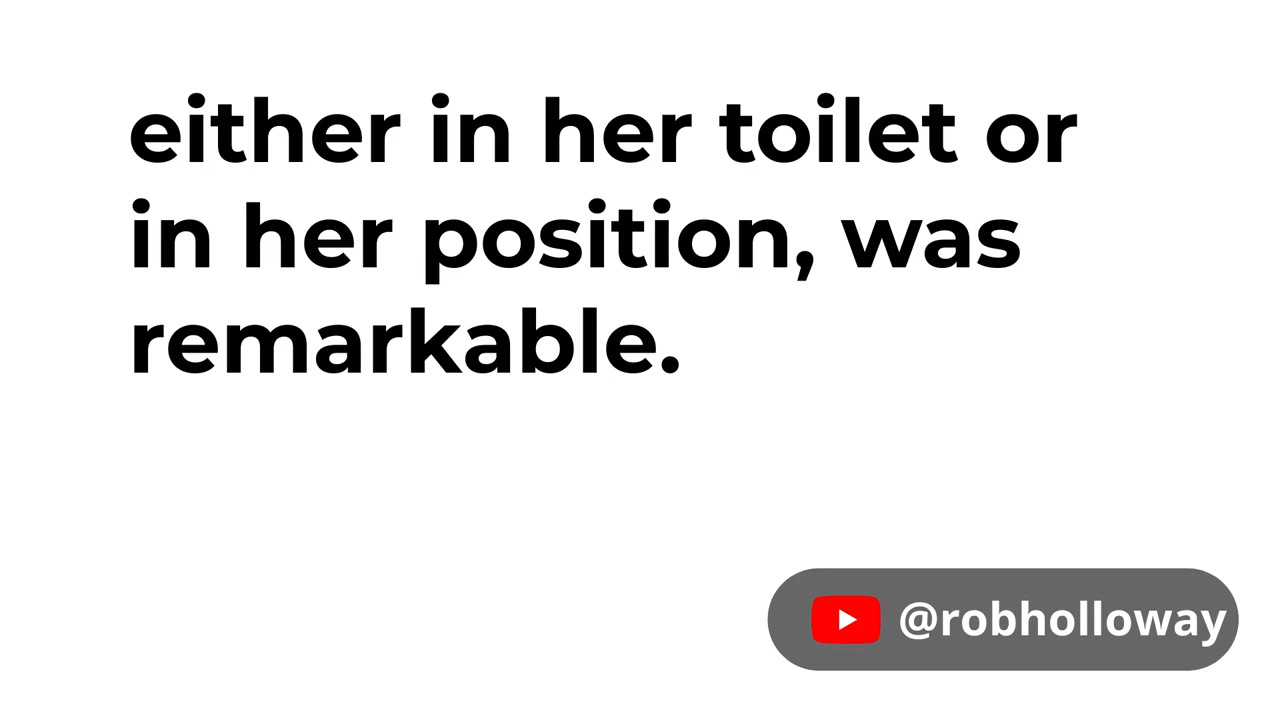 either in her toilet or
in her position, was
remarkable.
@robholloway